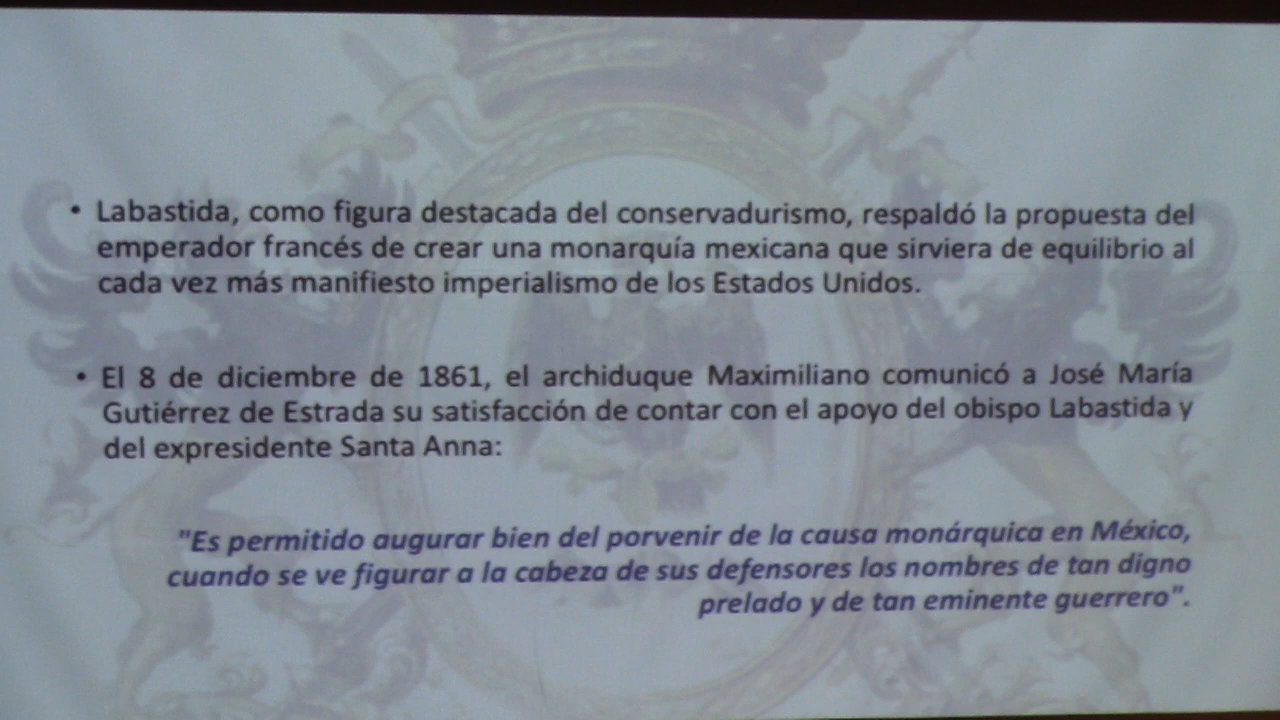 • Labastida, como figura destacada del conservadurismo, respaldó la propuesta del
emperador francés de crear una monarquía mexicana que sirviera de equilibrio al
cada vez más manifiesto imperialismo de los Estados Unidos.
• El 8 de diciembre de 1861, el archiduque Maximiliano comunicó a José María
Gutiérrez de Estrada su satisfacción de contar con el apoyo del obispo Labastida y
del expresidente Santa Anna:
"Es permitido augurar bien del porvenir de la causa monárquica en México,
cuando se ve figurar a la cabeza de sus defensores los nombres de tan digno
prelado y de tan eminente guerrero".